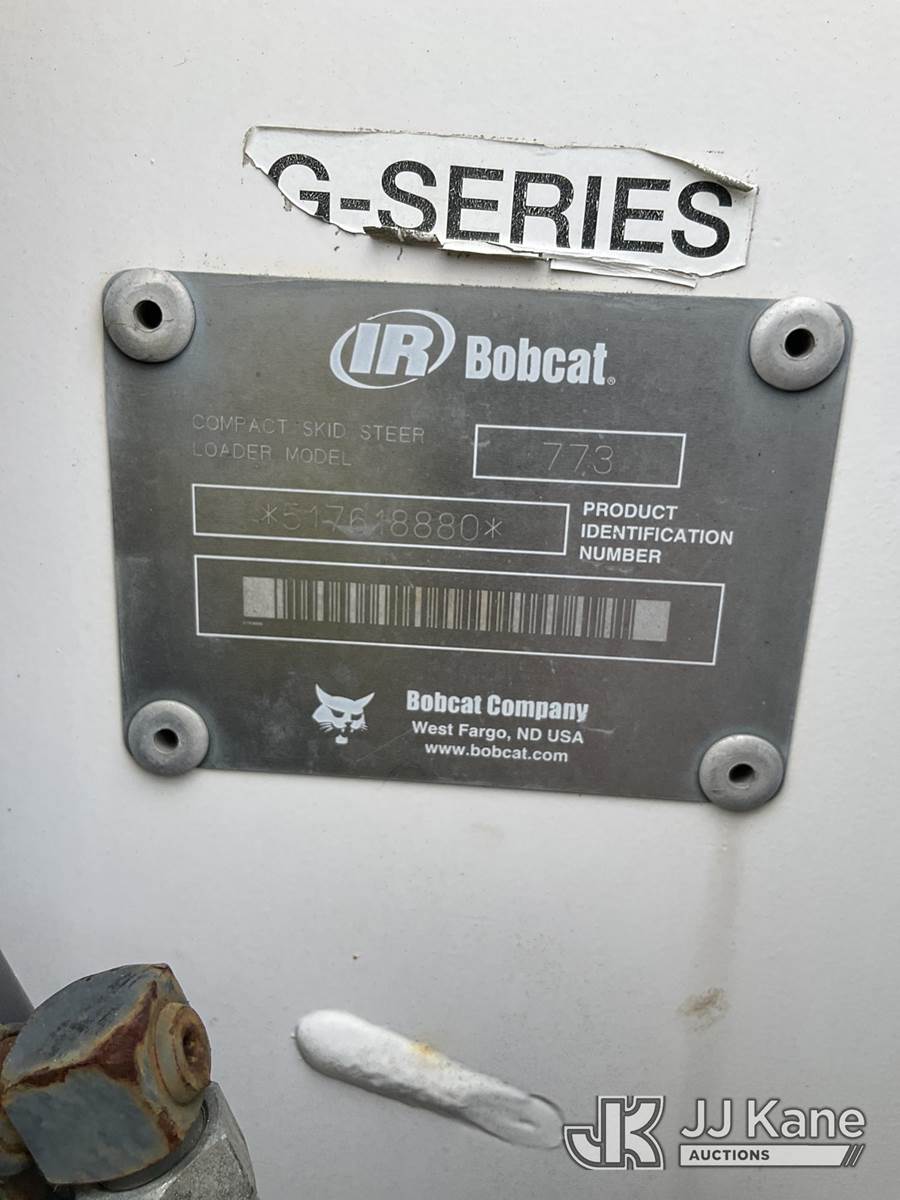 G-SERIES
IR Bobcat®
COMPACT SKID STEER
LOADER MODEL
773
*517618880*
PRODUCT
IDENTIFICATION
NUMBER
Bobcat Company
West Fargo, ND USA
www.bobcat.com
JK JJ Kane
AUCTIONS